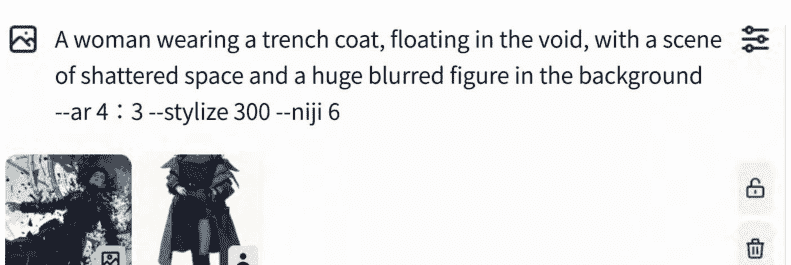 A woman wearing a trench coat, floating in the void, with a scene
of shattered space and a huge blurred figure in the background
--ar 4：3 --stylize 300 --niji 6